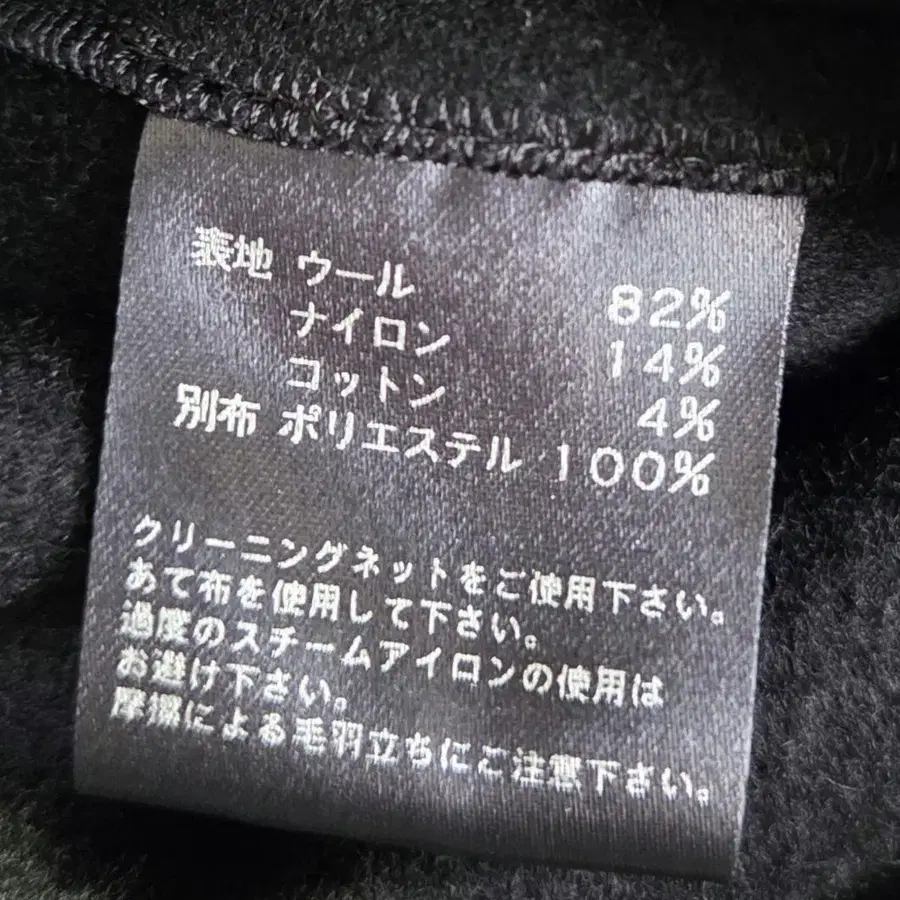 表地 ウール 82%
ナイロン 14%
コットン 4%
別布 ポリエステル 100%
クリーニングネットをご使用下さい。
あて布を使用して下さい。
過度のスチームアイロンの使用は
お避け下さい。
摩擦による毛羽立ちにご注意下さい。